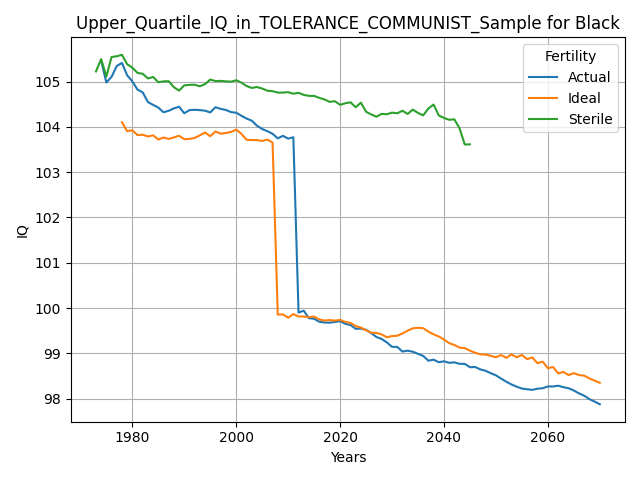 Upper_Quartile_IQ_in_TOLERANCE_COMMUNIST_Sample for Black
Fertility
Actual
Ideal
Sterile
IQ
105
104
103
102
101
100
99
98
1980
2000
2020
2040
2060
Years